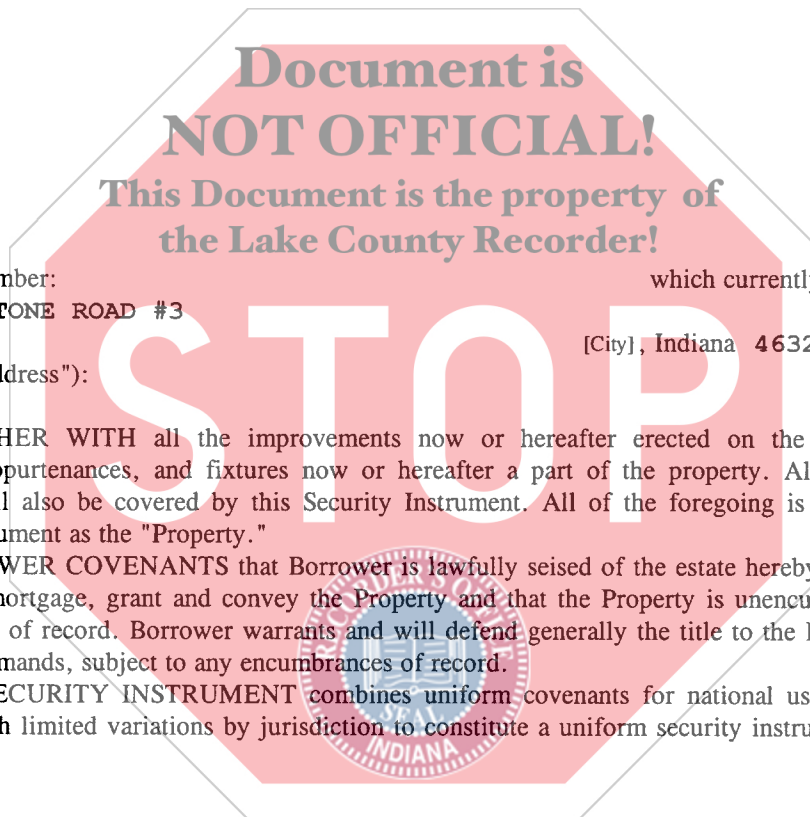 Document is
NOT OFFICIAL!
This Document is the property of
the Lake County Recorder!
mber: which currently
TONE ROAD #3
[City], Indiana 4632
ddress"):
STOP
HER WITH all the improvements now or hereafter erected on the
ppurtenances, and fixtures now or hereafter a part of the property. Al
l also be covered by this Security Instrument. All of the foregoing is
ument as the "Property."
WER COVENANTS that Borrower is lawfully seised of the estate hereby
mortgage, grant and convey the Property and that the Property is unencu
of record. Borrower warrants and will defend generally the title to the
mands, subject to any encumbrances of record.
ECURITY INSTRUMENT combines uniform covenants for national us
h limited variations by jurisdiction to constitute a uniform security instru
RECORDER'S OFFICE
SEAL
INDIANA